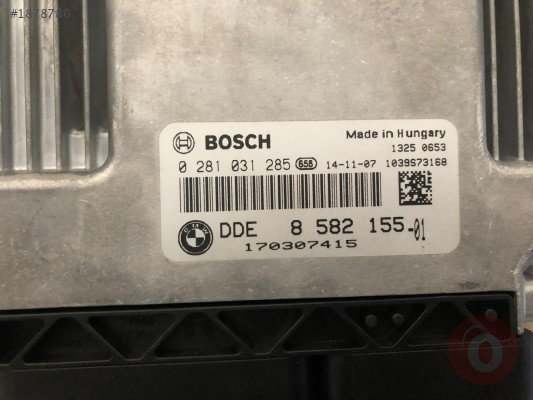 #1878780
BOSCH
Made in Hungary
1325 0653
0 281 031 285 658 14-11-07 1039S73168
DDE 8 582 155-01
170307415